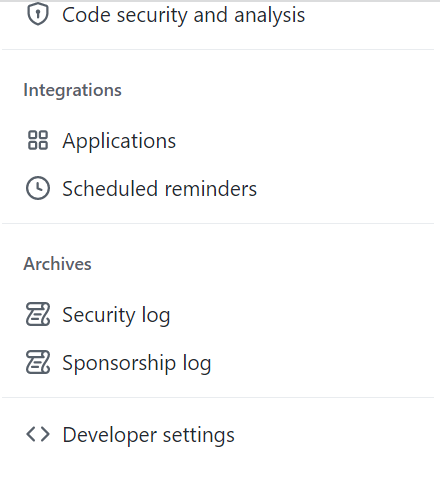 Code security and analysis
Integrations
Applications
Scheduled reminders
Archives
Security log
Sponsorship log
Developer settings